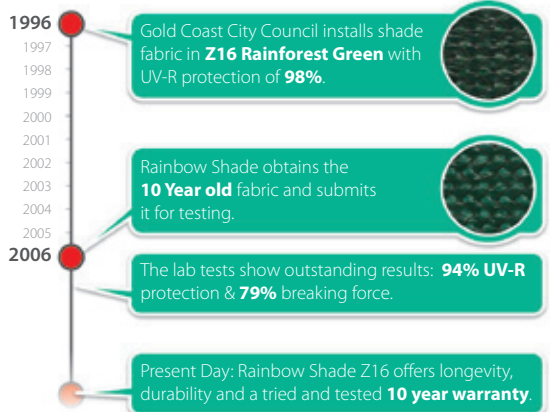 1996
Gold Coast City Council installs shade
fabric in Z16 Rainforest Green with
UV-R protection of 98%.
1997
1998
1999
2000
2001
2002
2003
2004
2005
2006
Rainbow Shade obtains the
10 Year old fabric and submits
it for testing.
The lab tests show outstanding results: 94% UV-R
protection & 79% breaking force.
Present Day: Rainbow Shade Z16 offers longevity,
durability and a tried and tested 10 year warranty.